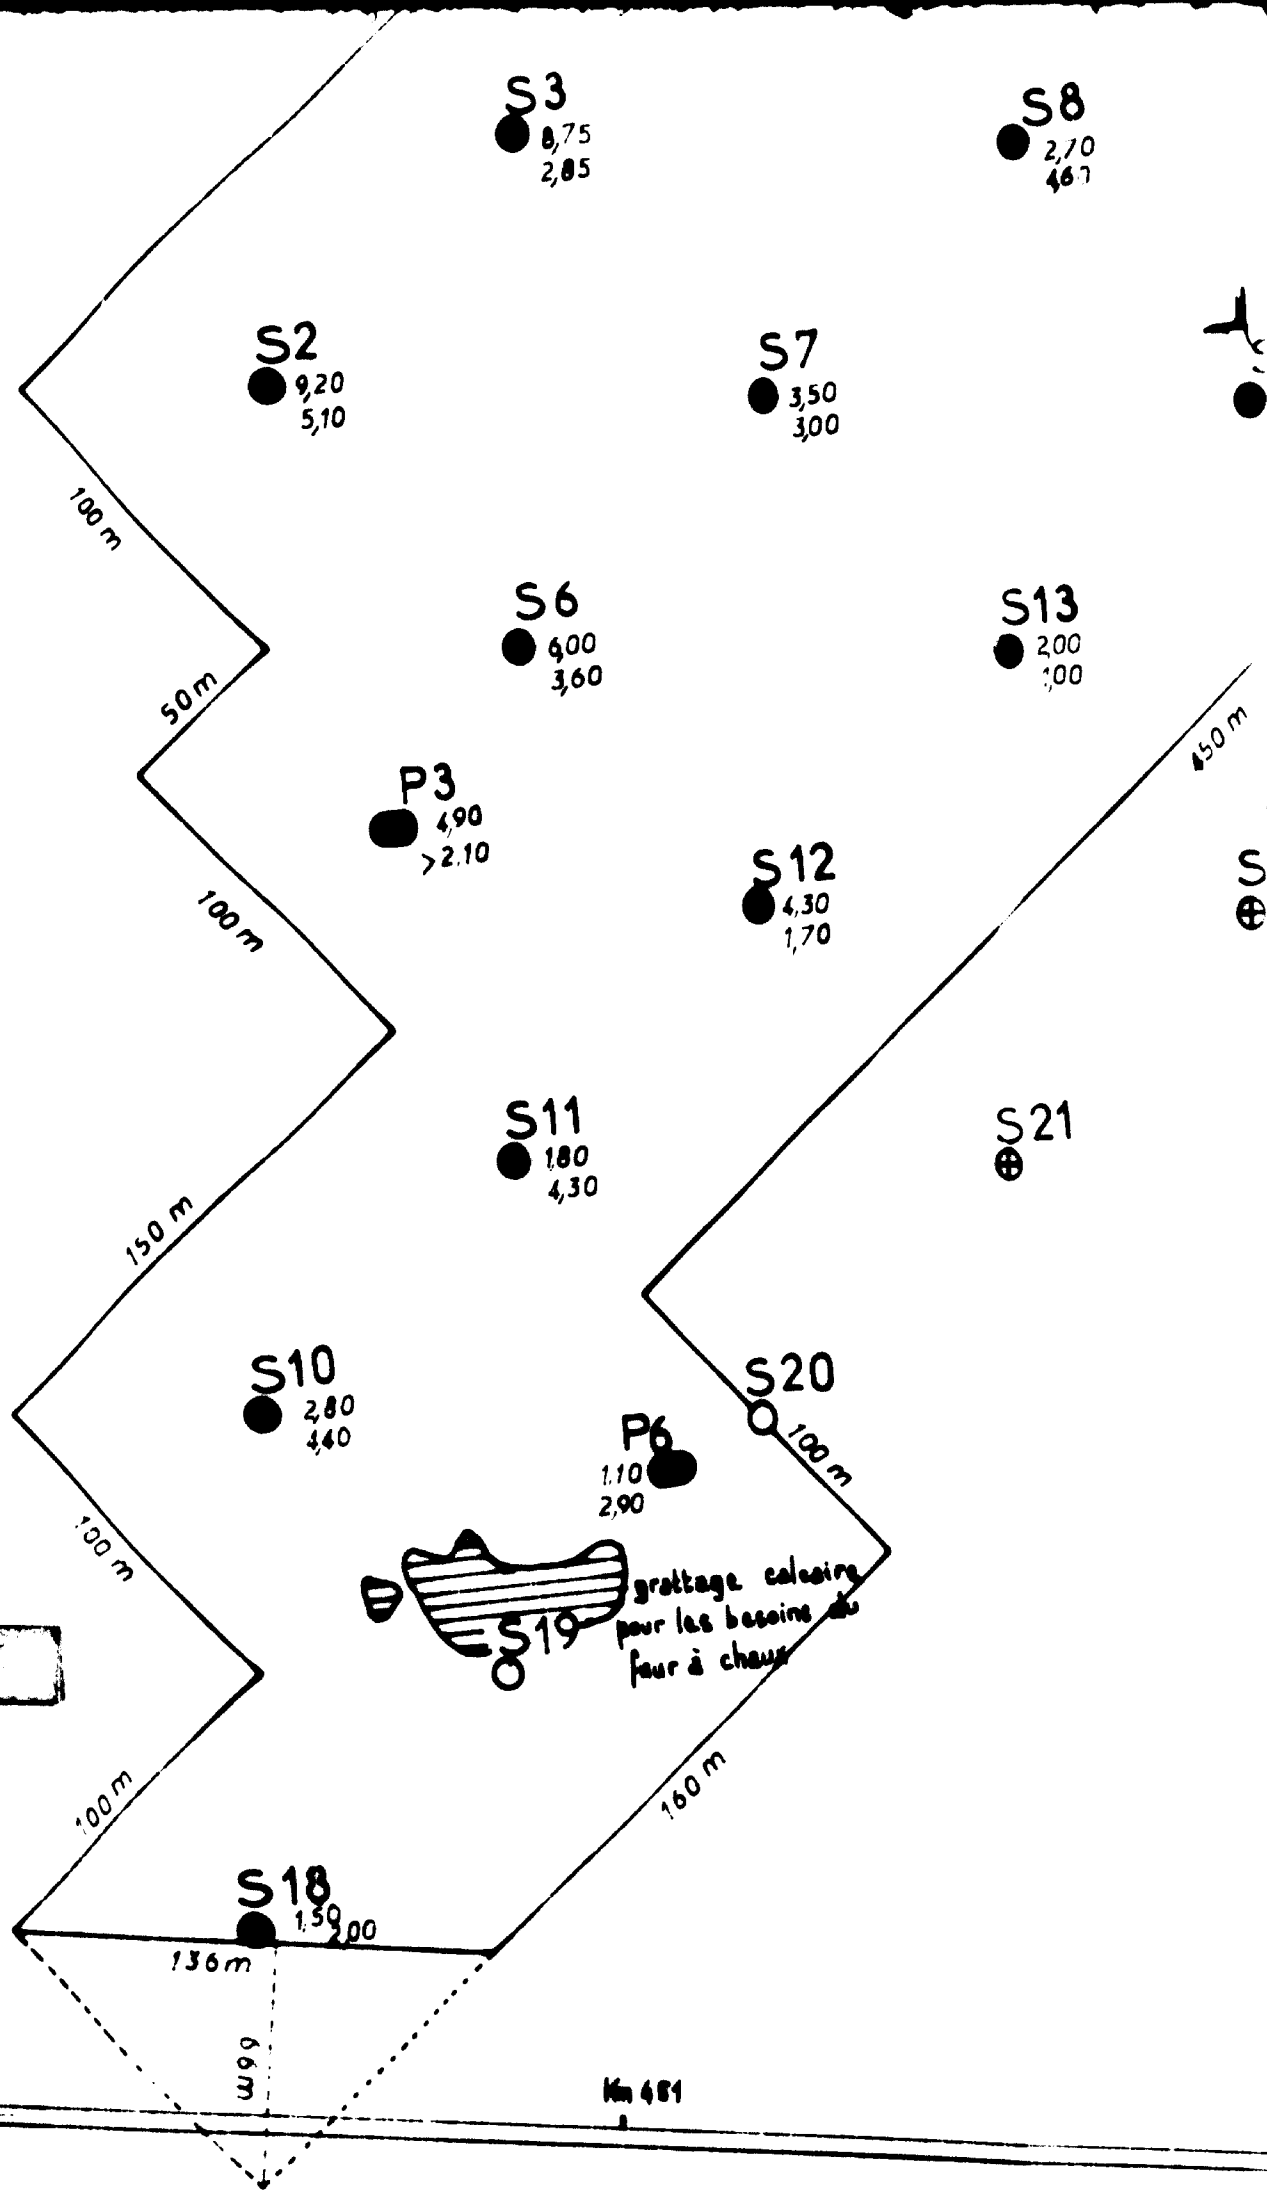 S3
8,75
2,85
S8
2,70
S2
9,20
5,10
S7
3,50
3,00
100 m
S6
6,00
3,60
S13
2,00
50 m
450 m
P3
4,90
>2.10
S12
4,30
1,70
S
100 m
S11
1,80
4,30
S21
150 m
S10
2,80
4,40
S20
100 m
P6
1.10
2,90
100 m
grattage calcaire
pour les besoins du
four à chaux
S19
160 m
100 m
S18
1,50
2,00
136 m
66 m
Km 481